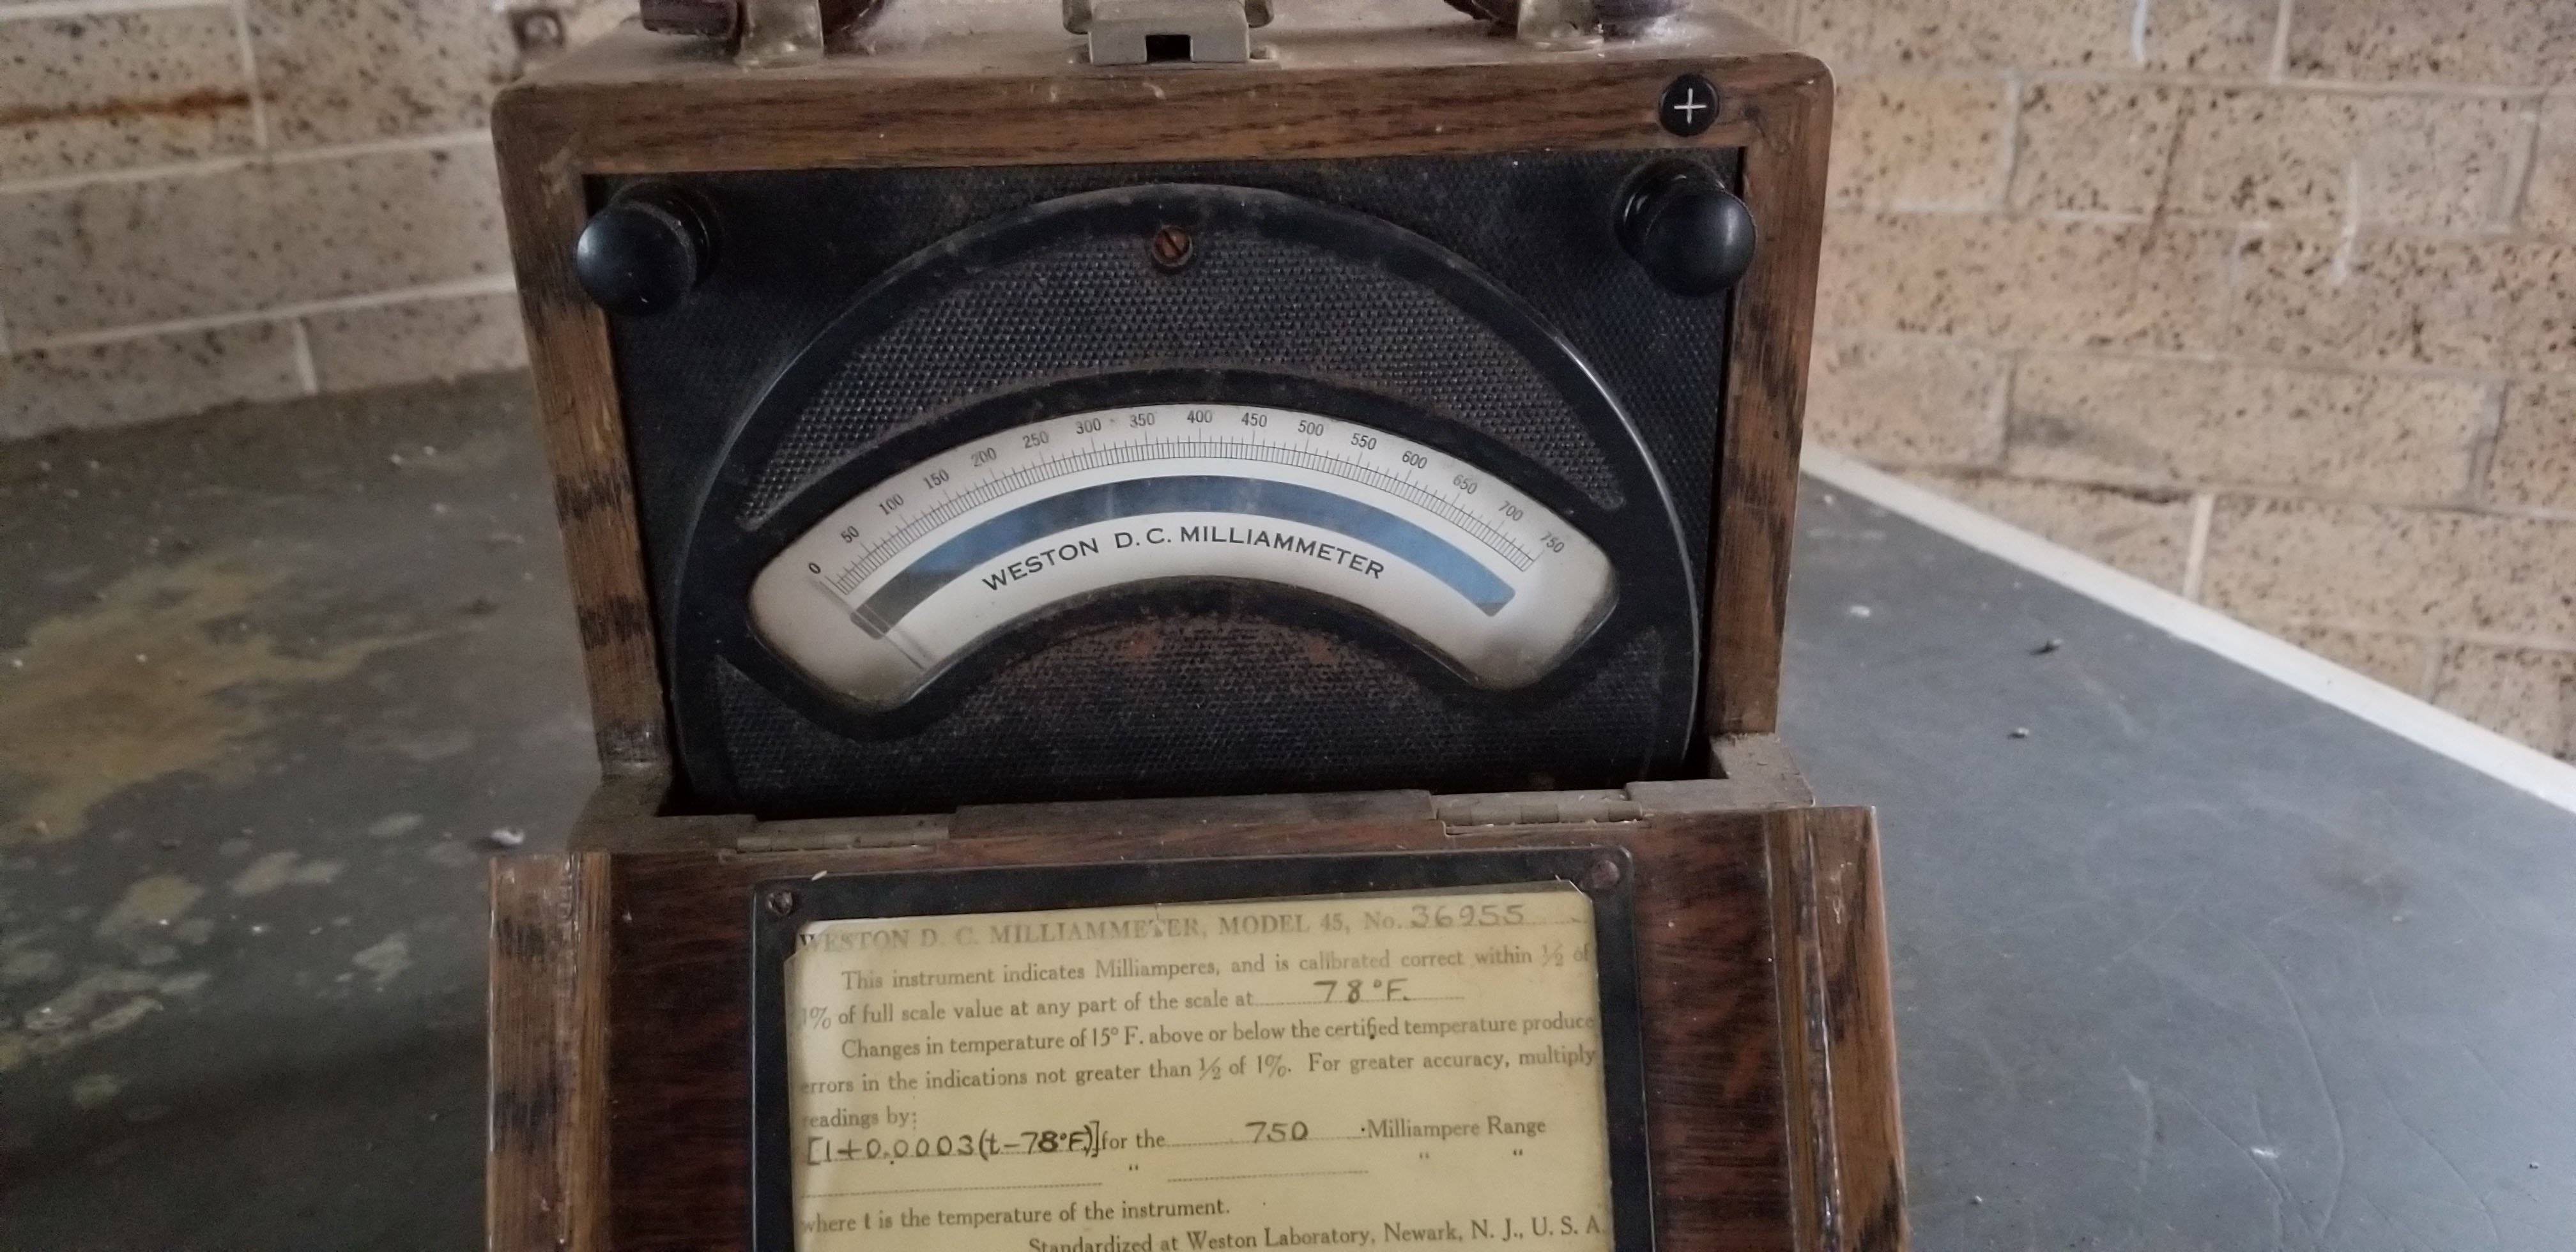 +
0 50 100 150 200 250 300 350 400 450 500 550 600 650 700 750
WESTON D.C. MILLIAMMETER
WESTON D. C. MILLIAMMETER, MODEL 45, No. 36955
This instrument indicates Milliamperes, and is calibrated correct within ½ of
1% of full scale value at any part of the scale at 78°F.
Changes in temperature of 15° F. above or below the certified temperature produce
errors in the indications not greater than ½ of 1%. For greater accuracy, multiply
readings by:
[1+0.0003(t-78°F)] for the 750 Milliampere Range
" " "
where t is the temperature of the instrument.
Standardized at Weston Laboratory, Newark, N. J., U. S. A.